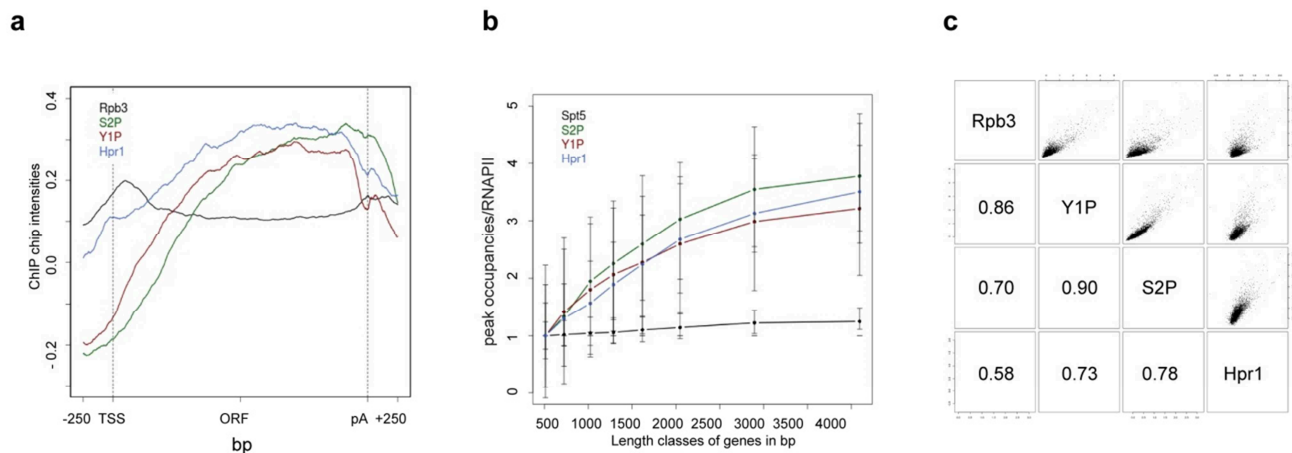 a
b
c
Rpb3
S2P
Y1P
Hpr1
ChIP chip intensities
0.4
0.2
0.0
- 0.2
-250 TSS ORF pA +250
bp
Spt5
S2P
Y1P
Hpr1
peak occupancies/RNAPII
5
4
3
2
1
0
500 1000 1500 2000 2500 3000 3500 4000
Length classes of genes in bp
Rpb3
0.86 Y1P
0.70 0.90 S2P
0.58 0.73 0.78 Hpr1